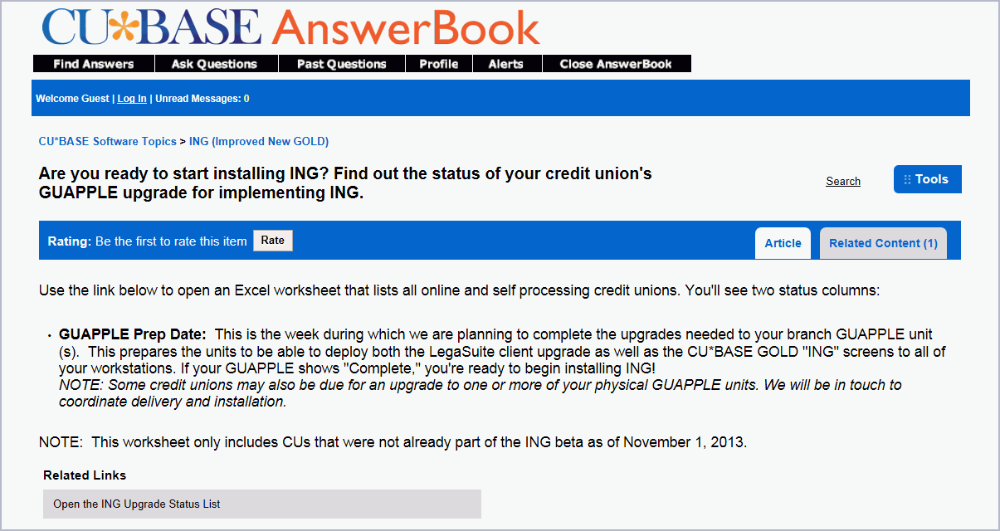 CU*BASE AnswerBook
Find Answers Ask Questions Past Questions Profile Alerts Close AnswerBook
Welcome Guest | Log In | Unread Messages: 0
CU*BASE Software Topics > ING (Improved New GOLD)
Are you ready to start installing ING? Find out the status of your credit union's
GUAPPLE upgrade for implementing ING.
Search
Tools
Rating: Be the first to rate this item Rate
Article Related Content (1)
Use the link below to open an Excel worksheet that lists all online and self processing credit unions. You'll see two status columns:
• GUAPPLE Prep Date: This is the week during which we are planning to complete the upgrades needed to your branch GUAPPLE unit
(s). This prepares the units to be able to deploy both the LegaSuite client upgrade as well as the CU*BASE GOLD "ING" screens to all of
your workstations. If your GUAPPLE shows "Complete," you're ready to begin installing ING!
NOTE: Some credit unions may also be due for an upgrade to one or more of your physical GUAPPLE units. We will be in touch to
coordinate delivery and installation.
NOTE: This worksheet only includes CUs that were not already part of the ING beta as of November 1, 2013.
Related Links
Open the ING Upgrade Status List